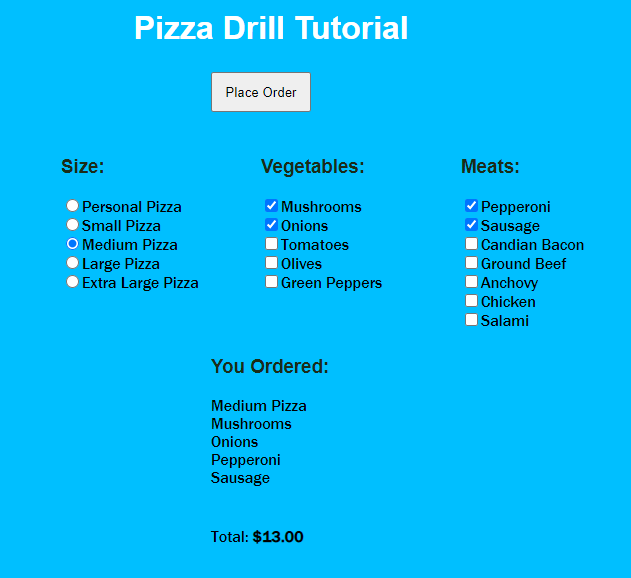 Pizza Drill Tutorial
Place Order
Size:
Personal Pizza
Small Pizza
Medium Pizza
Large Pizza
Extra Large Pizza
Vegetables:
Mushrooms
Onions
Tomatoes
Olives
Green Peppers
Meats:
Pepperoni
Sausage
Candian Bacon
Ground Beef
Anchovy
Chicken
Salami
You Ordered:
Medium Pizza
Mushrooms
Onions
Pepperoni
Sausage
Total: $13.00